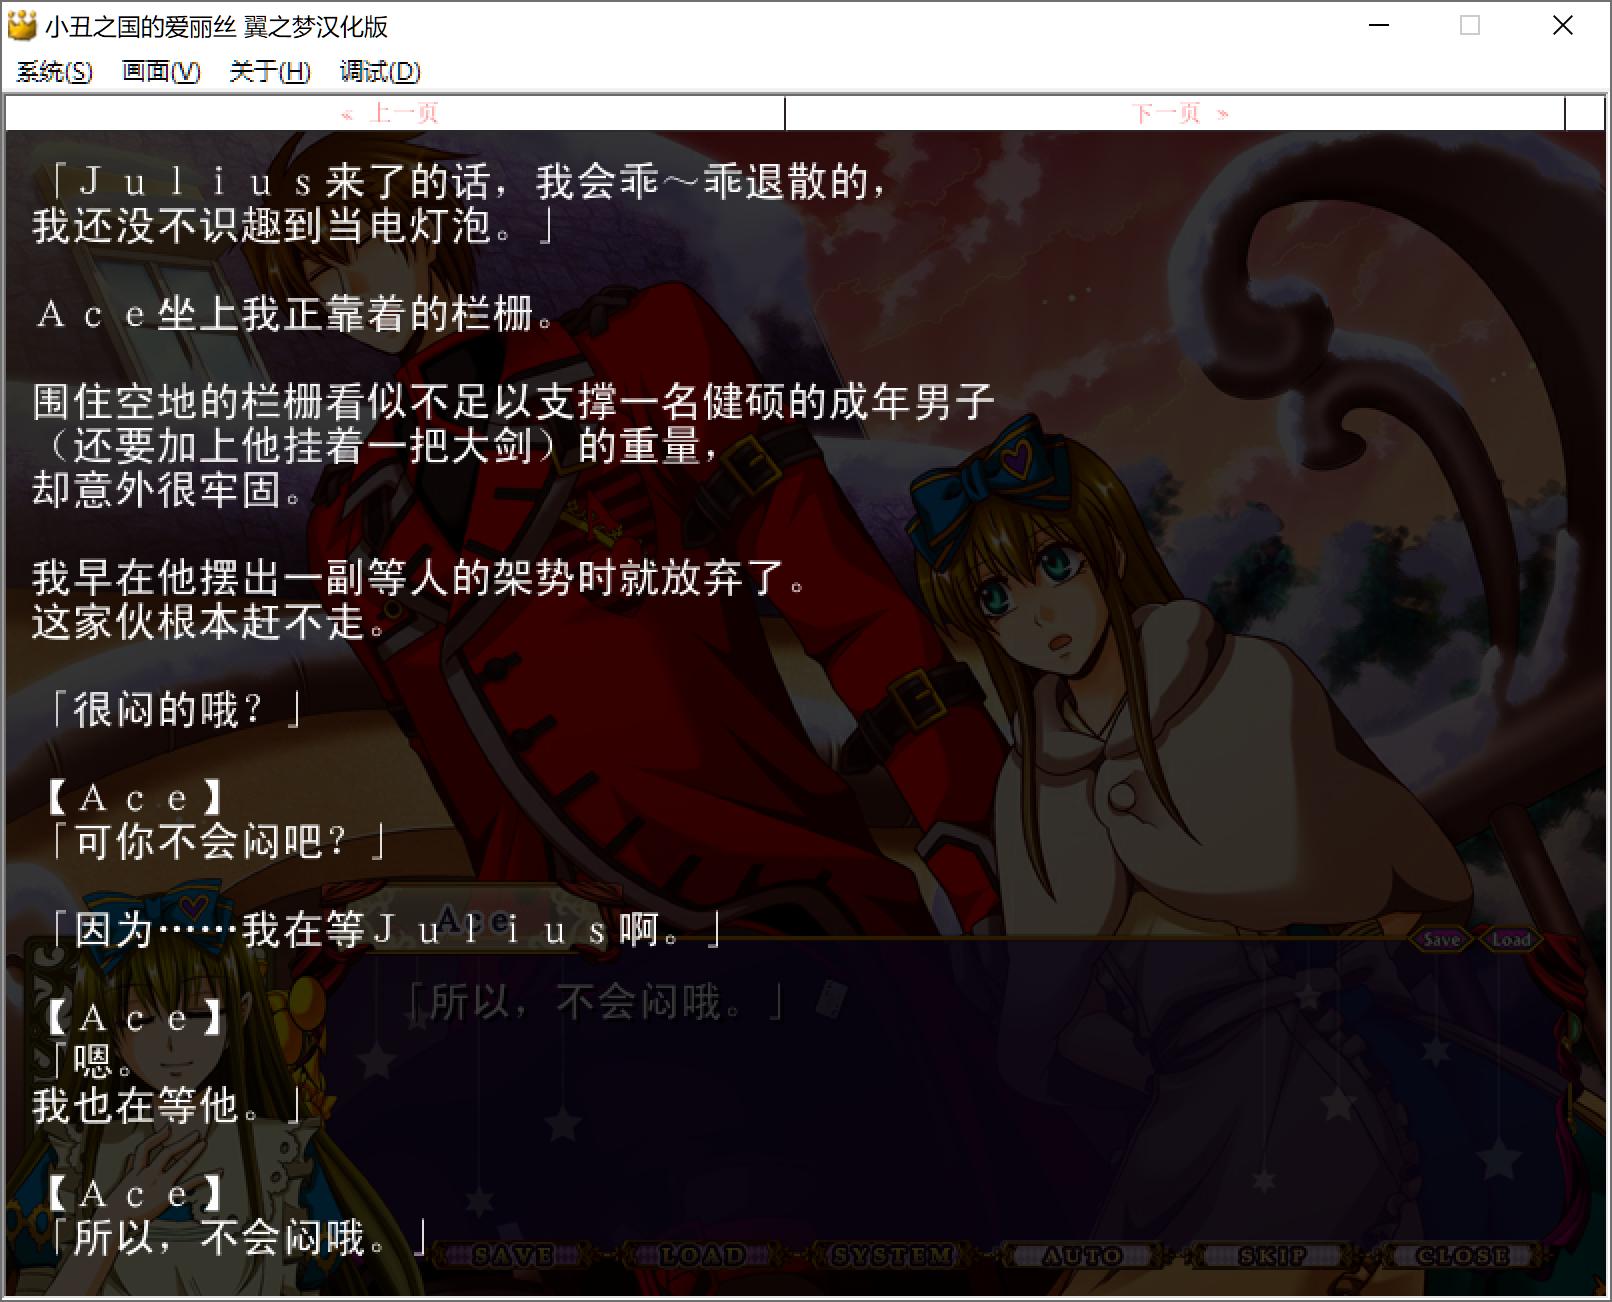 小丑之国的爱丽丝 翼之梦汉化版
系统(S) 画面(V) 关于(H) 调试(D)
« 上一页 下一页 »
「Julius来了的话，我会乖～乖退散的，
我还没不识趣到当电灯泡。」
Ace坐上我正靠着的栏栅。
围住空地的栏栅看似不足以支撑一名健硕的成年男子
（还要加上他挂着一把大剑）的重量，
却意外很牢固。
我早在他摆出一副等人的架势时就放弃了。
这家伙根本赶不走。
「很闷的哦？」
【Ace】
「可你不会闷吧？」
「因为……我在等Julius啊。」
【Ace】
「嗯。
我也在等他。」
【Ace】
「所以，不会闷哦。」
Ace
Save Load
「所以，不会闷哦。」
SAVE LOAD SYSTEM AUTO SKIP CLOSE